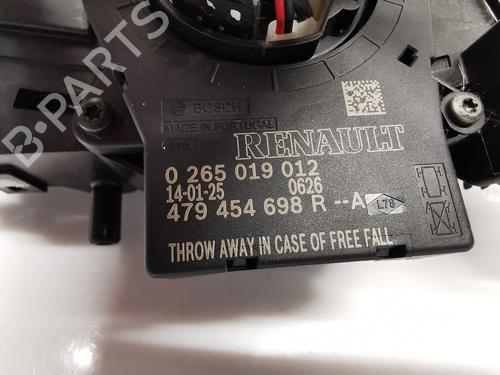 BOSCH
MADE IN PORTUGAL
RENAULT
0 265 019 012
14-01-25 0626
479 454 698 R --A L78
THROW AWAY IN CASE OF FREE FALL
B-PARTS